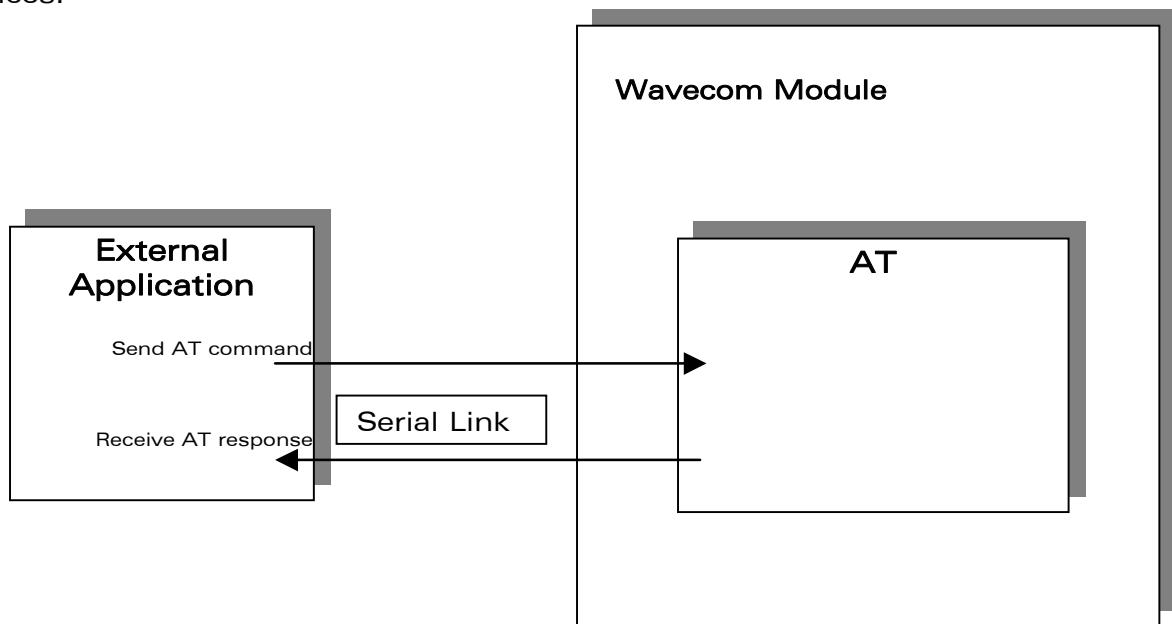 Wavecom Module
External
Application
AT
Send AT command
Serial Link
Receive AT response